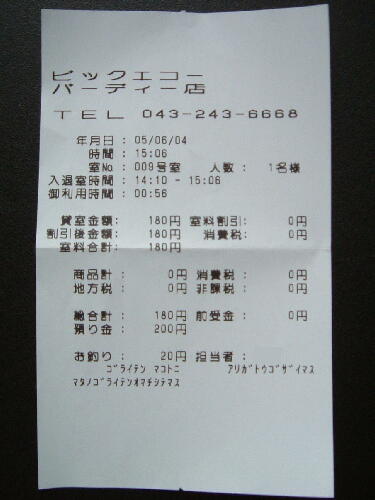 ビックエコー
パーティー店
TEL 043-243-6668
年月日 : 05/06/04
時間 : 15:06
室No : 009号室 人数 : 1名様
入退室時間 : 14:10 - 15:06
御利用時間 : 00:56
貸室金額: 180円 室料割引: 0円
割引後金額: 180円 消費税: 0円
室料合計: 180円
商品計 : 0円 消費税 : 0円
地方税 : 0円 非課税 : 0円
総合計 : 180円 前受金 : 0円
預り金 : 200円
お釣り : 20円 担当者 :
ｺﾞﾗｲﾃﾝ ﾏｺﾄﾆ ｱﾘｶﾞﾄｳｺﾞｻﾞｲﾏｽ
ﾏﾀﾉｺﾞﾗｲﾃﾝｵﾏﾁｼﾃﾏｽ